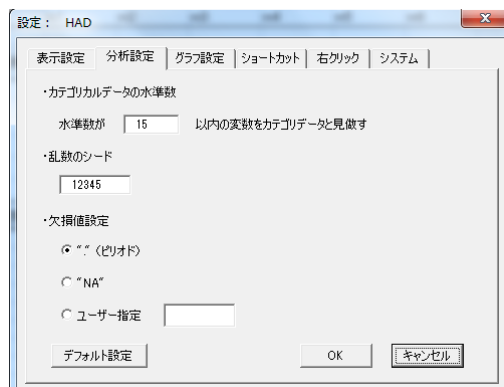 設定： HAD
表示設定 分析設定 グラフ設定 ショートカット 右クリック システム
・カテゴリカルデータの水準数
水準数が 15 以内の変数をカテゴリデータと見做す
・乱数のシード
12345
・欠損値設定
"." (ピリオド)
"NA"
ユーザー指定
デフォルト設定 OK キャンセル